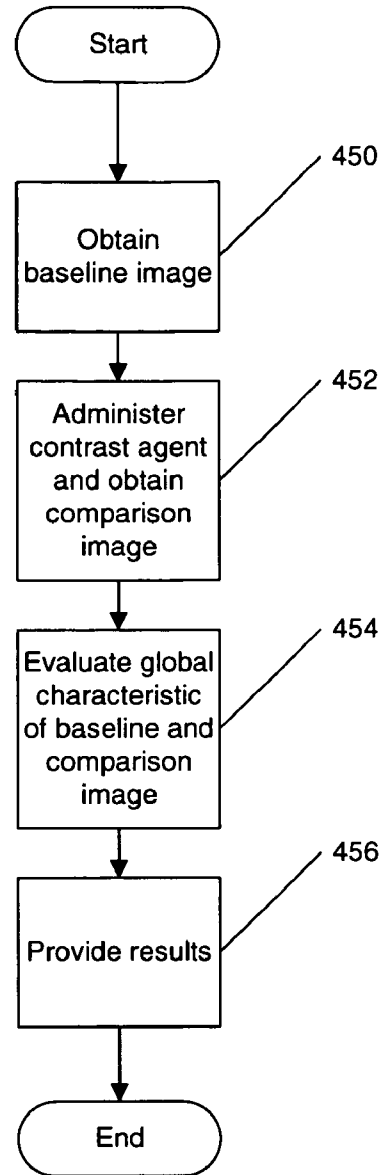 Start
450
Obtain
baseline image
452
Administer
contrast agent
and obtain
comparison
image
454
Evaluate global
characteristic
of baseline and
comparison
image
456
Provide results
End